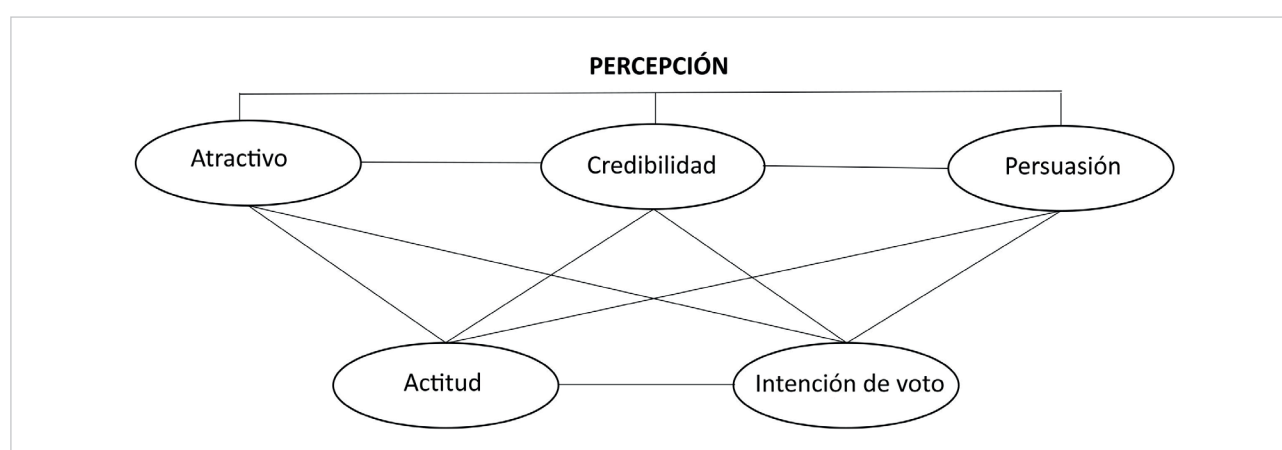 PERCEPCIÓN
Atractivo
Credibilidad
Persuasión
Actitud
Intención de voto